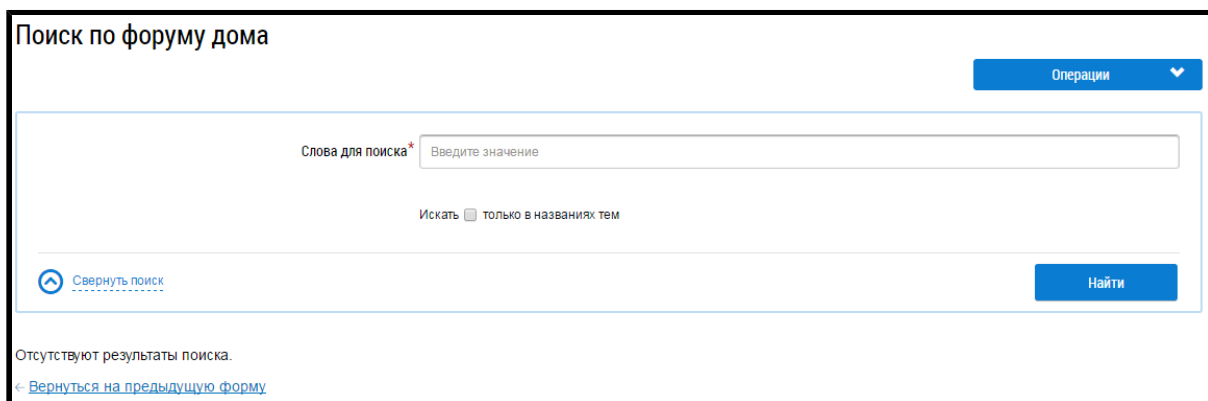 Поиск по форуму дома
Операции
Слова для поиска* Введите значение
Искать только в названиях тем
Свернуть поиск Найти
Отсутствуют результаты поиска.
← Вернуться на предыдущую форму